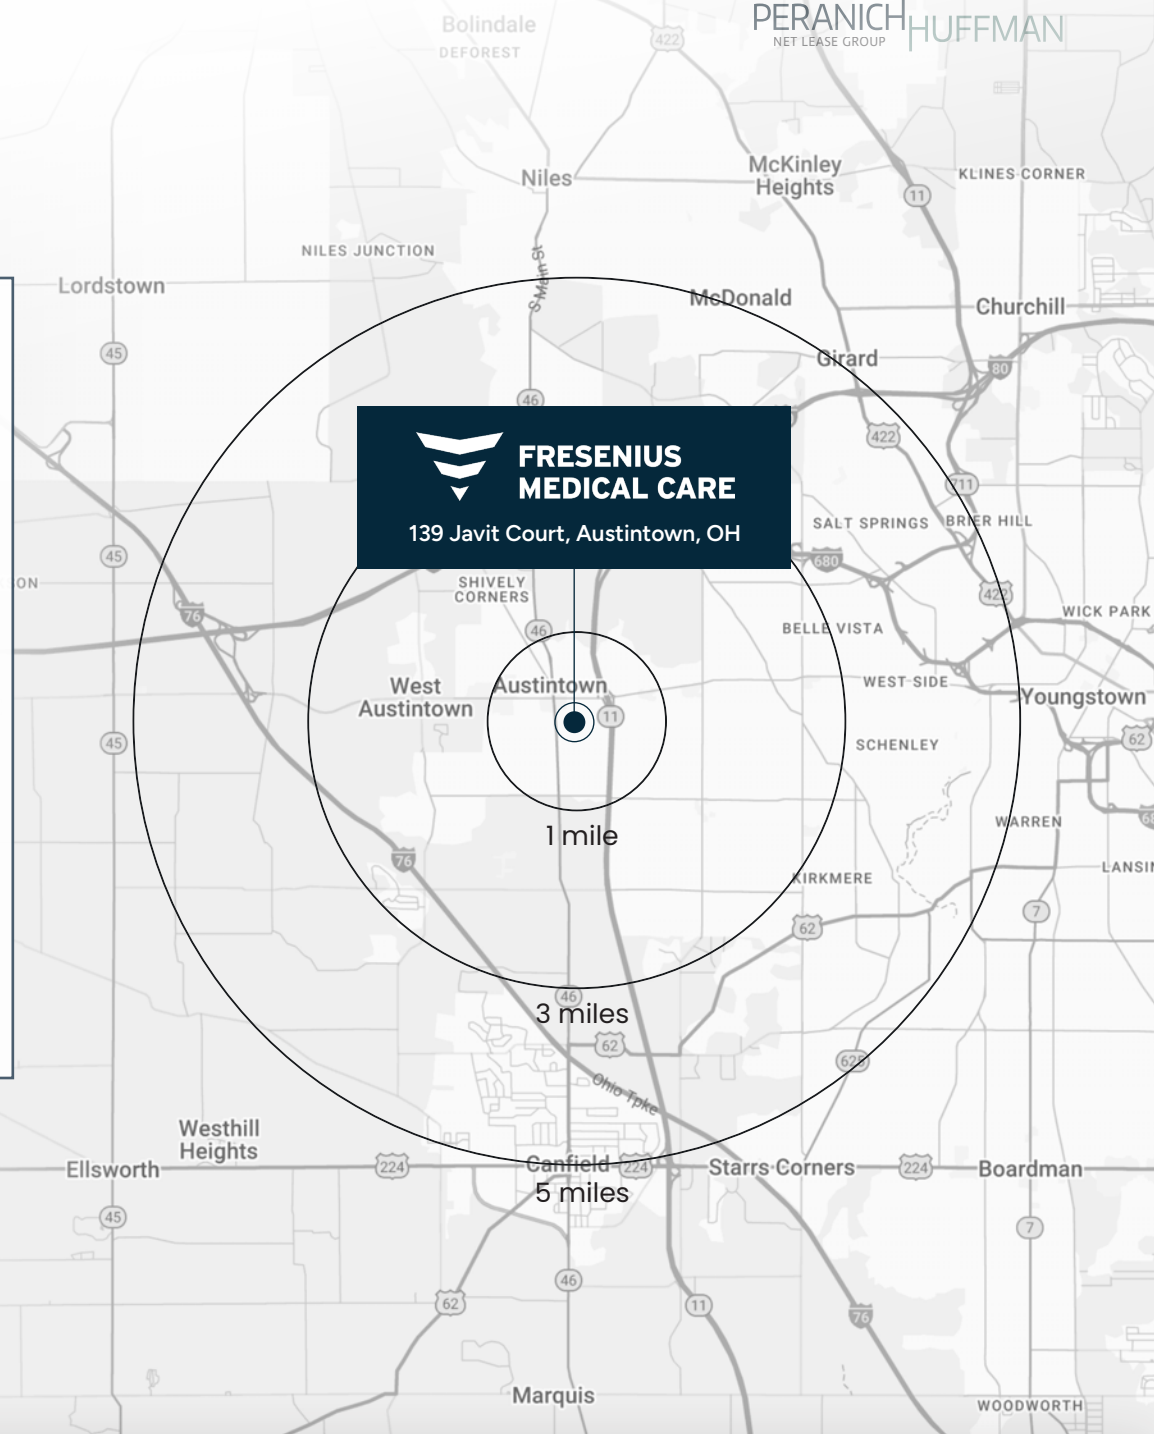 PERANICH HUFFMAN
NET LEASE GROUP
Bolindale
DEFOREST
422
Niles
McKinley
Heights
KLINES CORNER
11
NILES JUNCTION
S Main St
Lordstown
McDonald
Churchill
45
Girard
80
46
422
FRESENIUS
MEDICAL CARE
139 Javit Court, Austintown, OH
711
SALT SPRINGS
BRIER HILL
45
680
ON
SHIVELY
CORNERS
422
76
WICK PARK
46
BELLE VISTA
West
Austintown
Austintown
WEST SIDE
Youngstown
11
45
SCHENLEY
62
WARREN
68
1 mile
76
LANSIN
KIRKMERE
7
62
46
3 miles
62
625
Ohio Tpke
Westhill
Heights
Ellsworth
224
Canfield
224
Starrs Corners
224
Boardman
5 miles
45
7
46
62
11
76
Marquis
WOODWORTH